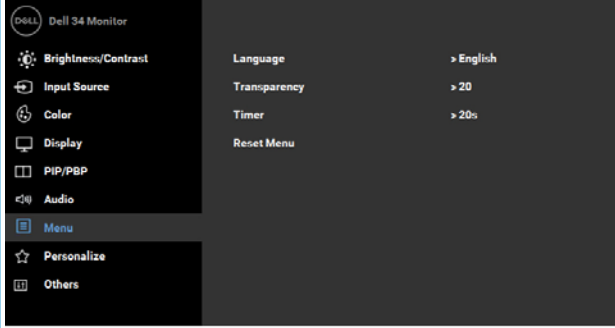 DELL Dell 34 Monitor
Brightness/Contrast Language > English
Input Source Transparency > 20
Color Timer > 20s
Display Reset Menu
PIP/PBP
Audio
Menu
Personalize
Others